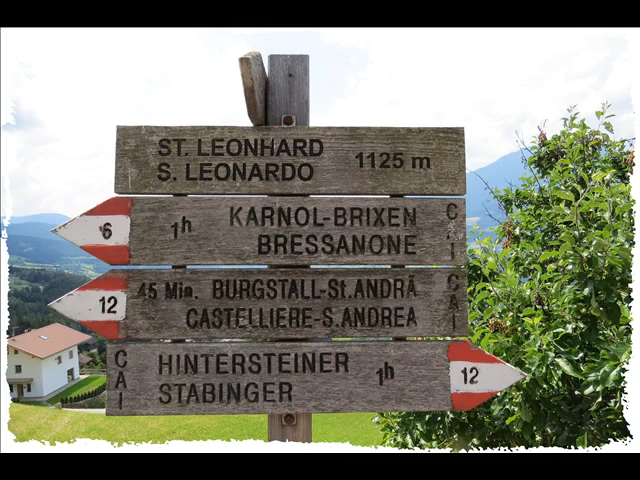 ST. LEONHARD
S. LEONARDO 1125 m
6 1h KARNOL-BRIXEN
BRESSANONE CAI
12 45 Min. BURGSTALL-St.ANDRÄ
CASTELLIERE-S.ANDREA CAI
CAI HINTERSTEINER
STABINGER 1h 12